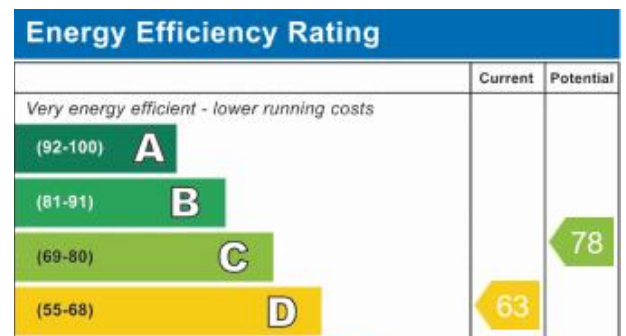 Energy Efficiency Rating
Current Potential
Very energy efficient - lower running costs
(92-100) A
(81-91) B
(69-80) C
78
(55-68) D
63